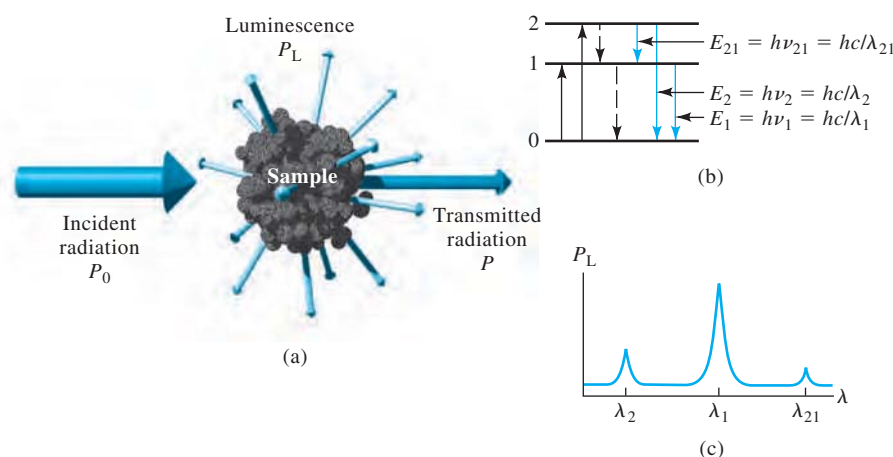 Luminescence
P_L
Sample
Incident
radiation
P_0
Transmitted
radiation
P
(a)
2
1
0
E_21 = hν_21 = hc/λ_21
E_2 = hν_2 = hc/λ_2
E_1 = hν_1 = hc/λ_1
(b)
P_L
λ_2 λ_1 λ_21 λ
(c)